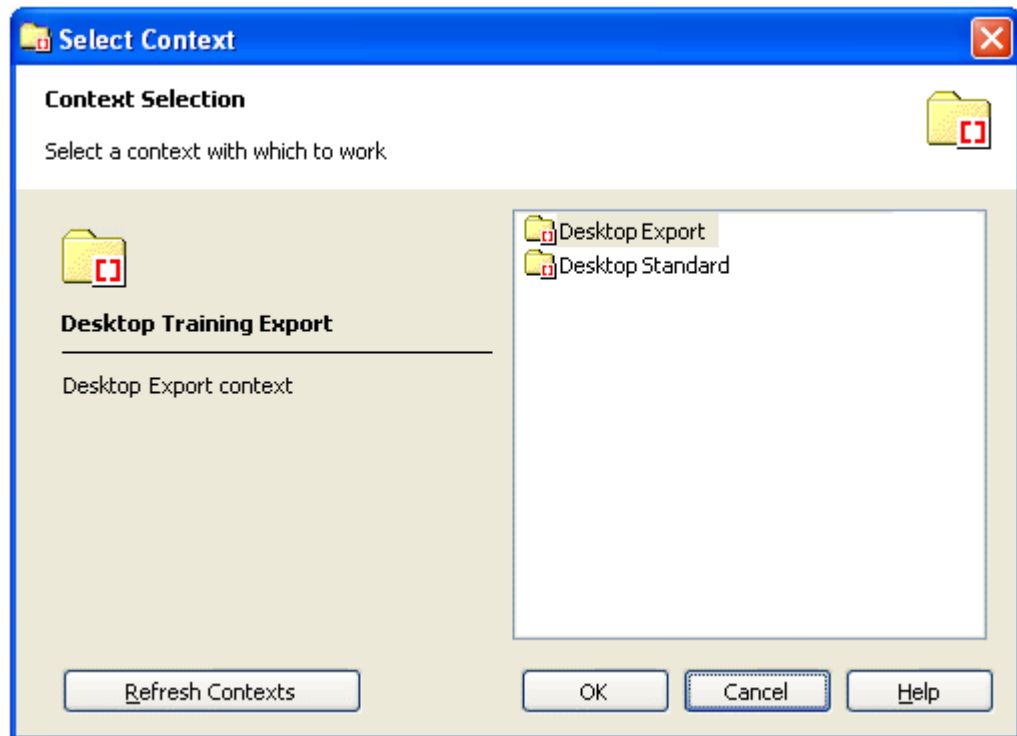 Select Context
Context Selection
Select a context with which to work
Desktop Training Export
Desktop Export context
Desktop Export
Desktop Standard
Refresh Contexts
OK
Cancel
Help